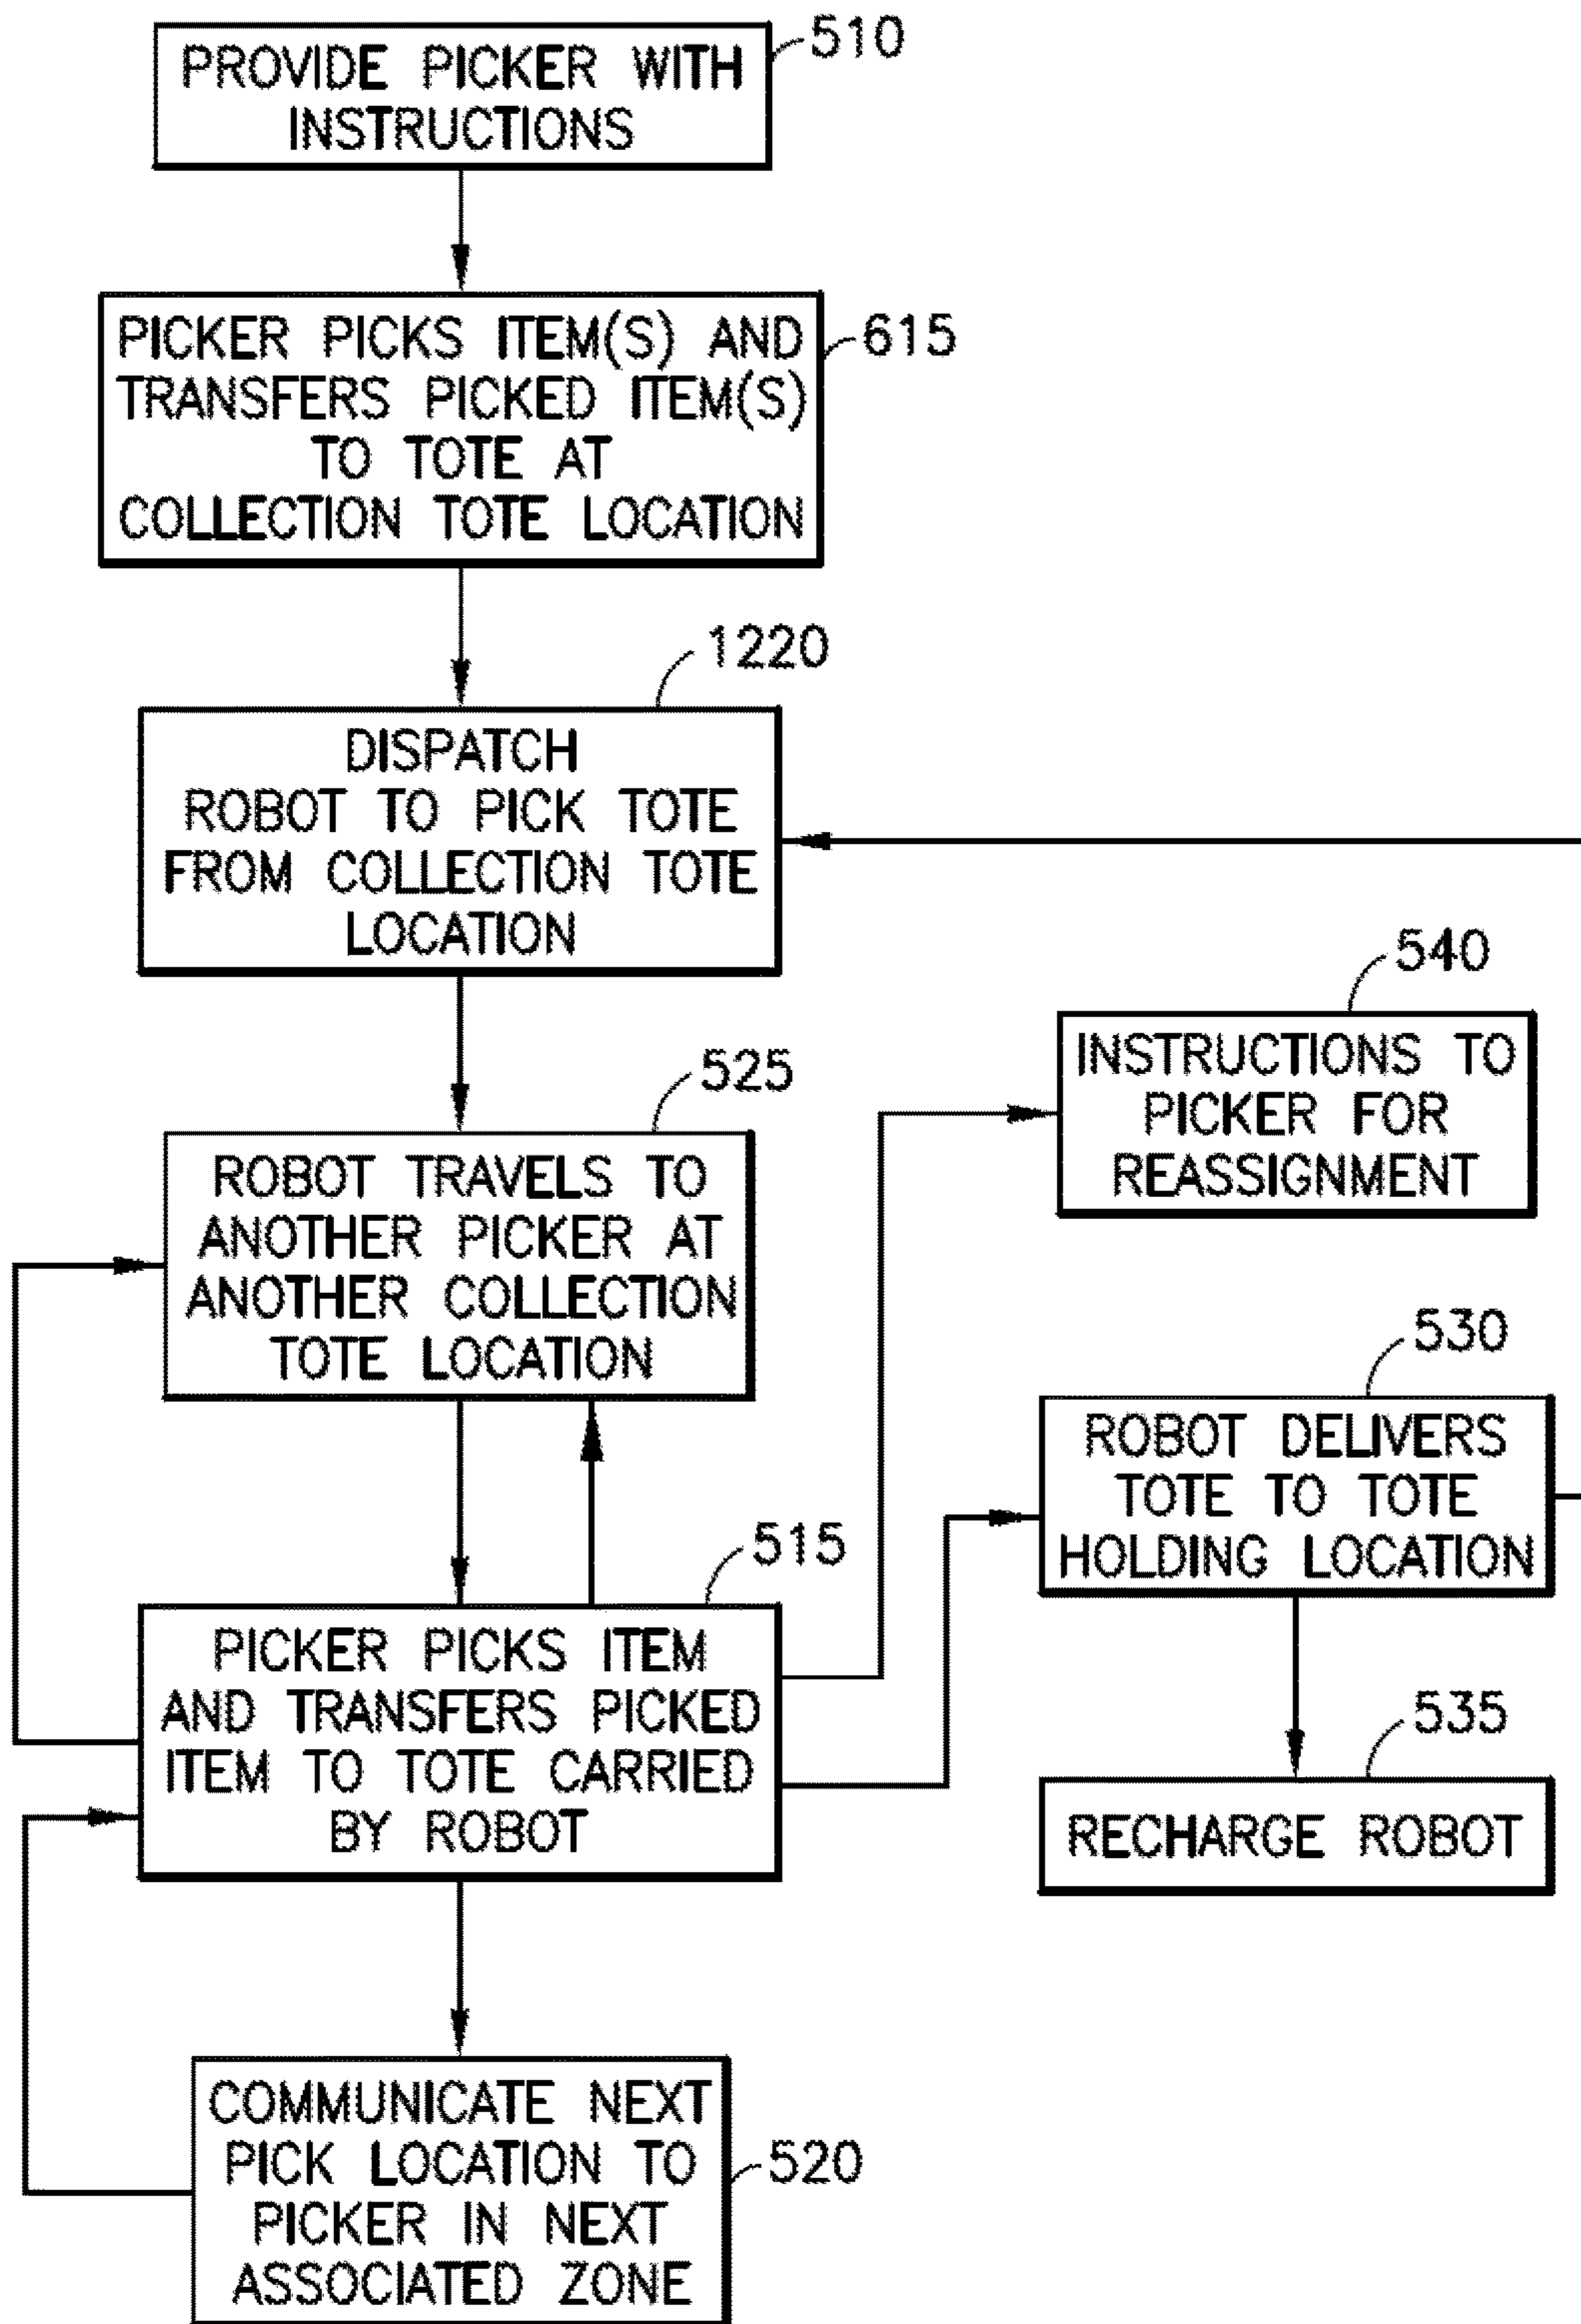 PROVIDE PICKER WITH
INSTRUCTIONS
510
PICKER PICKS ITEM(S) AND
TRANSFERS PICKED ITEM(S)
TO TOTE AT
COLLECTION TOTE LOCATION
615
1220
DISPATCH
ROBOT TO PICK TOTE
FROM COLLECTION TOTE
LOCATION
525
ROBOT TRAVELS TO
ANOTHER PICKER AT
ANOTHER COLLECTION
TOTE LOCATION
515
PICKER PICKS ITEM
AND TRANSFERS PICKED
ITEM TO TOTE CARRIED
BY ROBOT
COMMUNICATE NEXT
PICK LOCATION TO
PICKER IN NEXT
ASSOCIATED ZONE
520
540
INSTRUCTIONS TO
PICKER FOR
REASSIGNMENT
530
ROBOT DELIVERS
TOTE TO TOTE
HOLDING LOCATION
535
RECHARGE ROBOT